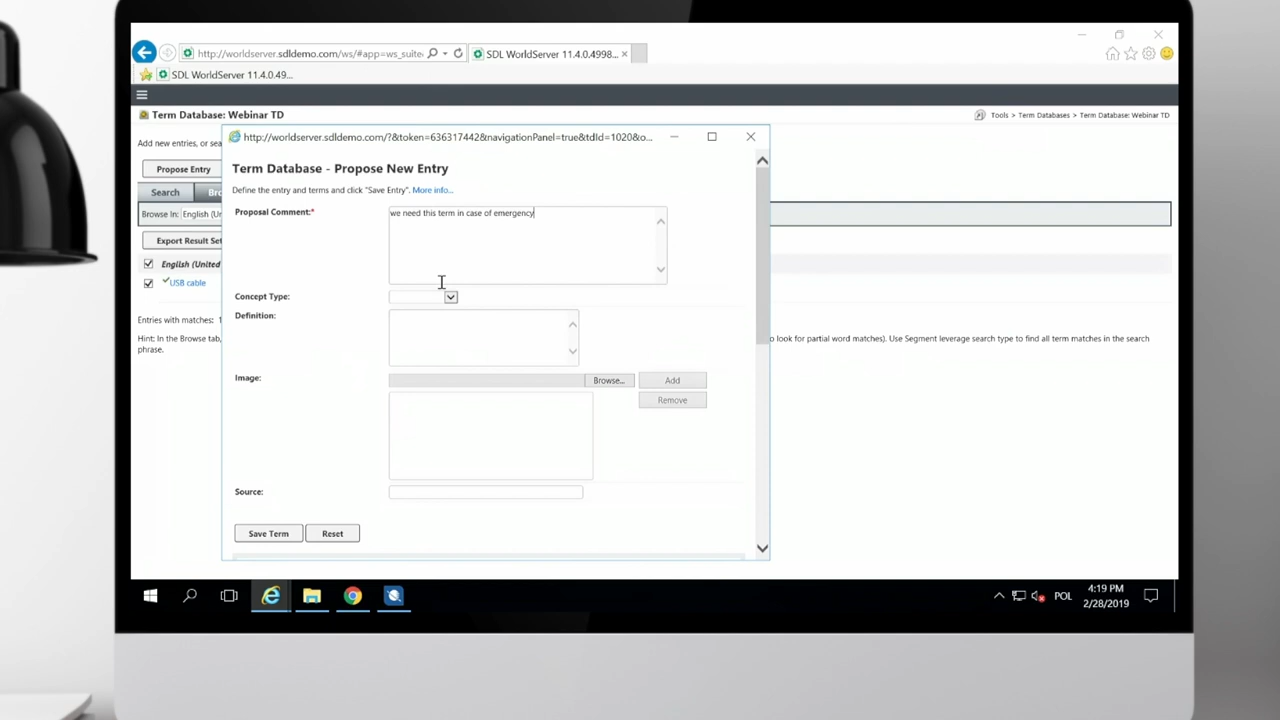 http://worldserver.sdldemo.com/ws/#app=ws_suite
SDL WorldServer 11.4.0.4998...
SDL WorldServer 11.4.0.49...
Term Database: Webinar TD
Tools > Term Databases > Term Database: Webinar TD
Add new entries, or sea
http://worldserver.sdldemo.com/?&token=636317442&navigationPanel=true&tdId=1020&o...
Propose Entry
Term Database - Propose New Entry
Define the entry and terms and click "Save Entry". More info...
Search
Bro
Browse In: English (Un
Proposal Comment:*
we need this term in case of emergency
Export Result Set
English (United
USB cable
Concept Type:
Definition:
Entries with matches: 1
Hint: In the Browse tab,
to look for partial word matches). Use Segment leverage search type to find all term matches in the search
phrase.
Image:
Browse...
Add
Remove
Source:
Save Term
Reset
POL
4:19 PM
2/28/2019